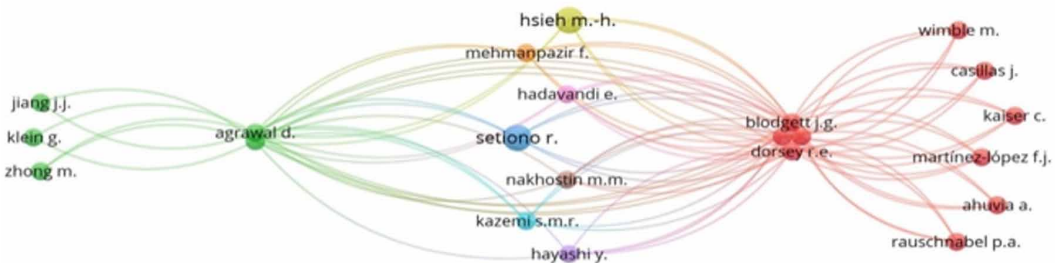 jiang j.j.
klein g.
zhong m.
agrawal d.
hsieh m.-h.
mehmanpazir f.
hadavandi e.
setiono r.
nakhostin m.m.
kazemi s.m.r.
hayashi y.
blodgett j.g.
dorsey r.e.
wimble m.
casillas j.
kaiser c.
martínez-lópez f.j.
ahuvia a.
rauschnabel p.a.